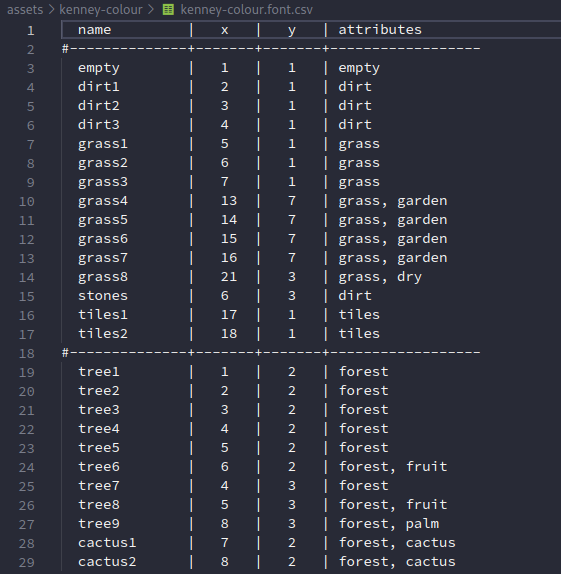 assets > kenney-colour > kenney-colour.font.csv
1 name | x | y | attributes
2 #--------------+-------+------+------------------
3 empty | 1 | 1 | empty
4 dirt1 | 2 | 1 | dirt
5 dirt2 | 3 | 1 | dirt
6 dirt3 | 4 | 1 | dirt
7 grass1 | 5 | 1 | grass
8 grass2 | 6 | 1 | grass
9 grass3 | 7 | 1 | grass
10 grass4 | 13 | 7 | grass, garden
11 grass5 | 14 | 7 | grass, garden
12 grass6 | 15 | 7 | grass, garden
13 grass7 | 16 | 7 | grass, garden
14 grass8 | 21 | 3 | grass, dry
15 stones | 6 | 3 | dirt
16 tiles1 | 17 | 1 | tiles
17 tiles2 | 18 | 1 | tiles
18 #--------------+-------+------+------------------
19 tree1 | 1 | 2 | forest
20 tree2 | 2 | 2 | forest
21 tree3 | 3 | 2 | forest
22 tree4 | 4 | 2 | forest
23 tree5 | 5 | 2 | forest
24 tree6 | 6 | 2 | forest, fruit
25 tree7 | 4 | 3 | forest
26 tree8 | 5 | 3 | forest, fruit
27 tree9 | 8 | 3 | forest, palm
28 cactus1 | 7 | 2 | forest, cactus
29 cactus2 | 8 | 2 | forest, cactus